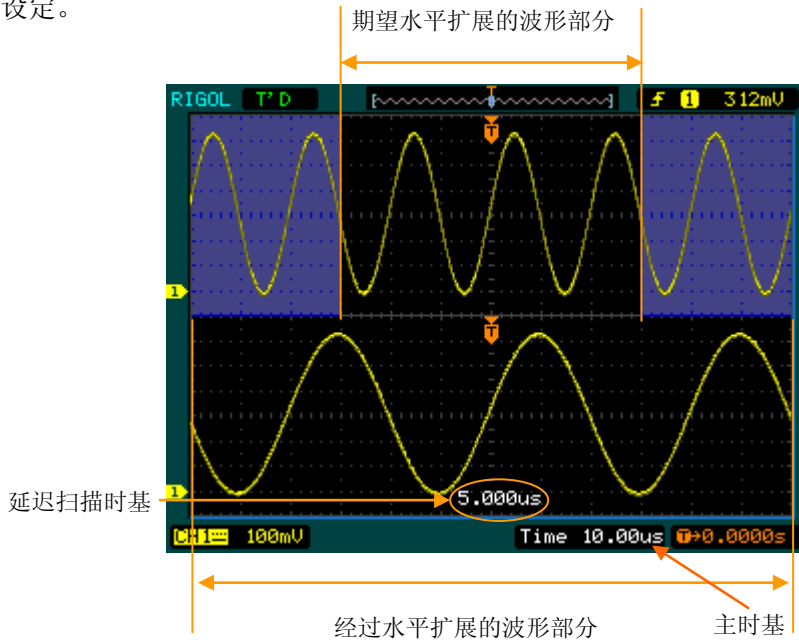 设定。
期望水平扩展的波形部分
RIGOL T'D T f 1 312mV
T
1
T
延迟扫描时基
1
5.000us
CH1 100mV Time 10.00us T→0.0000s
经过水平扩展的波形部分
主时基